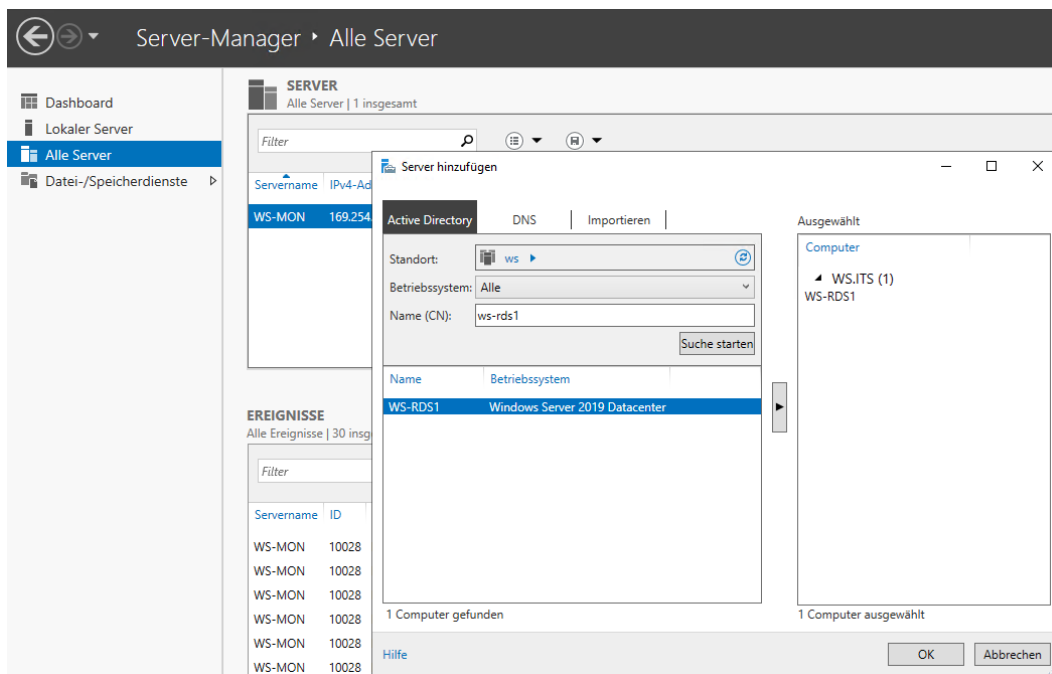 Server-Manager ‣ Alle Server
Dashboard
Lokaler Server
Alle Server
Datei-/Speicherdienste
SERVER
Alle Server | 1 insgesamt
Filter
Servername IPv4-Ad
WS-MON 169.254.
EREIGNISSE
Alle Ereignisse | 30 insg
Filter
Servername ID
WS-MON 10028
WS-MON 10028
WS-MON 10028
WS-MON 10028
WS-MON 10028
WS-MON 10028
Server hinzufügen
Active Directory DNS Importieren
Standort: ws
Betriebssystem: Alle
Name (CN): ws-rds1
Suche starten
Name Betriebssystem
WS-RDS1 Windows Server 2019 Datacenter
1 Computer gefunden
Ausgewählt
Computer
WS.ITS (1)
WS-RDS1
1 Computer ausgewählt
Hilfe
OK Abbrechen